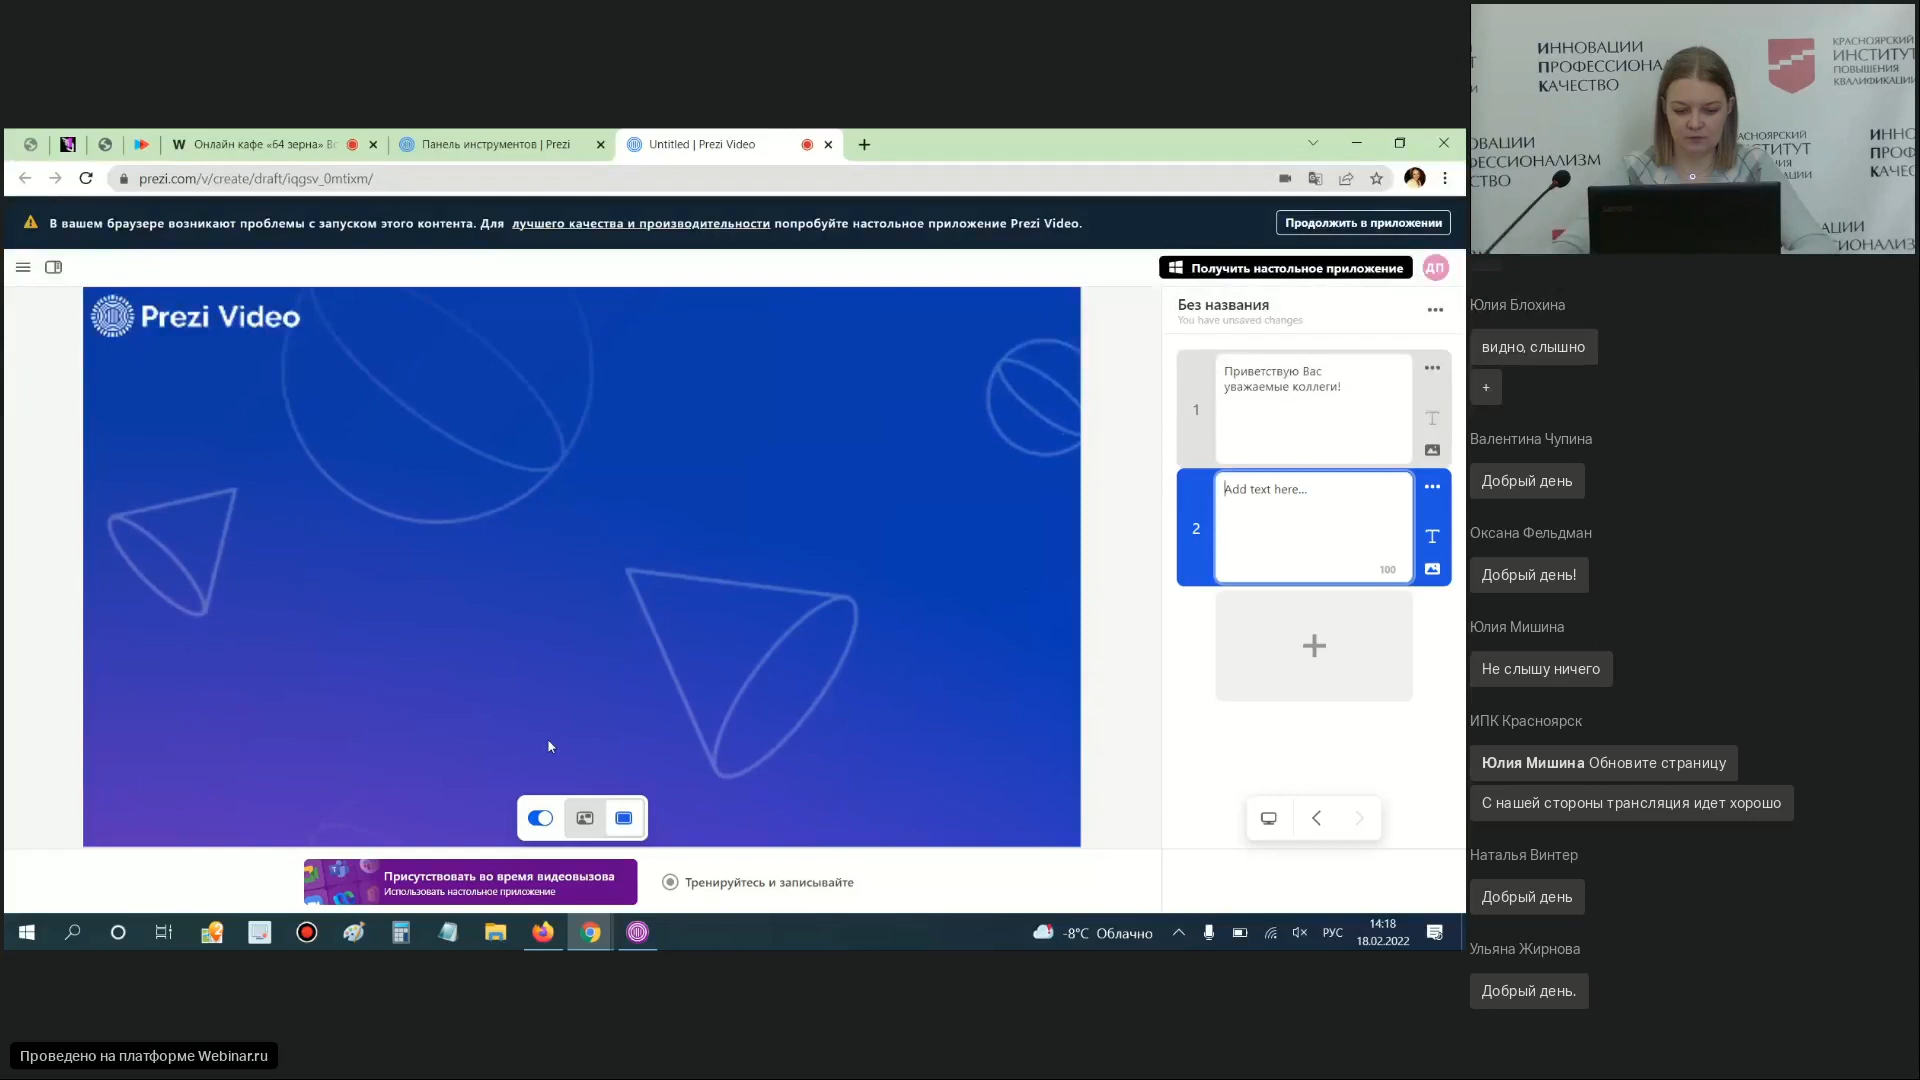 Онлайн кафе «64 зерна»
Панель инструментов | Prezi
Untitled | Prezi Video
prezi.com/v/create/draft/iqgsv_0mtixm/
В вашем браузере возникают проблемы с запуском этого контента. Для лучшего качества и производительности попробуйте настольное приложение Prezi Video.
Продолжить в приложении
Получить настольное приложение
ДП
Prezi Video
Без названия
You have unsaved changes
1
Приветствую Вас
уважаемые коллеги!
2
Add text here...
100
Присутствовать во время видеовызова
Использовать настольное приложение
Тренируйтесь и записывайте
-8°C Облачно
РУС
14:18
18.02.2022
ИННОВАЦИИ
ПРОФЕССИОНА
КАЧЕСТВО
КРАСНОЯРСКИЙ
ИНСТИТУТ
ПОВЫШЕНИЯ
КВАЛИФИКАЦИИ
Юлия Блохина
видно, слышно
+
Валентина Чупина
Добрый день
Оксана Фельдман
Добрый день!
Юлия Мишина
Не слышу ничего
ИПК Красноярск
Юлия Мишина Обновите страницу
С нашей стороны трансляция идет хорошо
Наталья Винтер
Добрый день
Ульяна Жирнова
Добрый день.
Проведено на платформе Webinar.ru